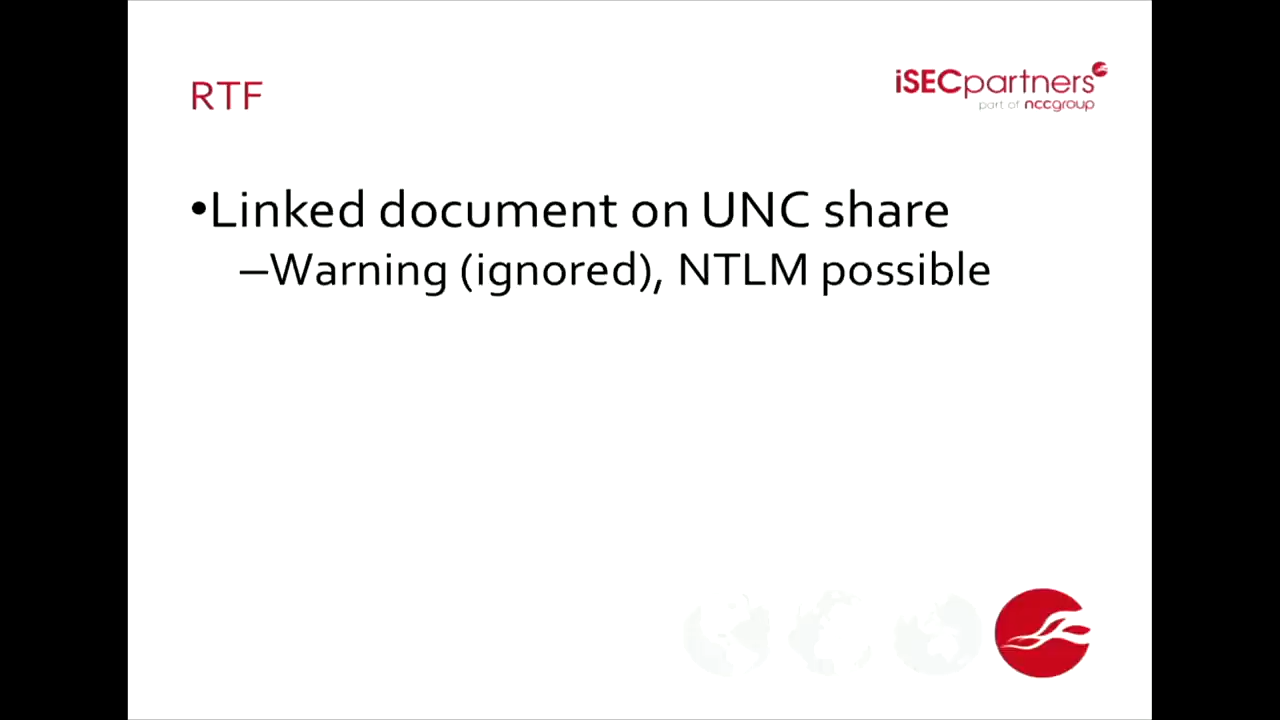 RTF
iSECpartners
part of nccgroup
•Linked document on UNC share
–Warning (ignored), NTLM possible